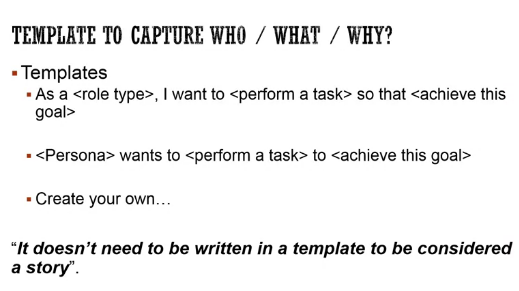 TEMPLATE TO CAPTURE WHO / WHAT / WHY?
▪ Templates
▪ As a <role type>, I want to <perform a task> so that <achieve this
goal>
▪ <Persona> wants to <perform a task> to <achieve this goal>
▪ Create your own…
“It doesn’t need to be written in a template to be considered
a story”.